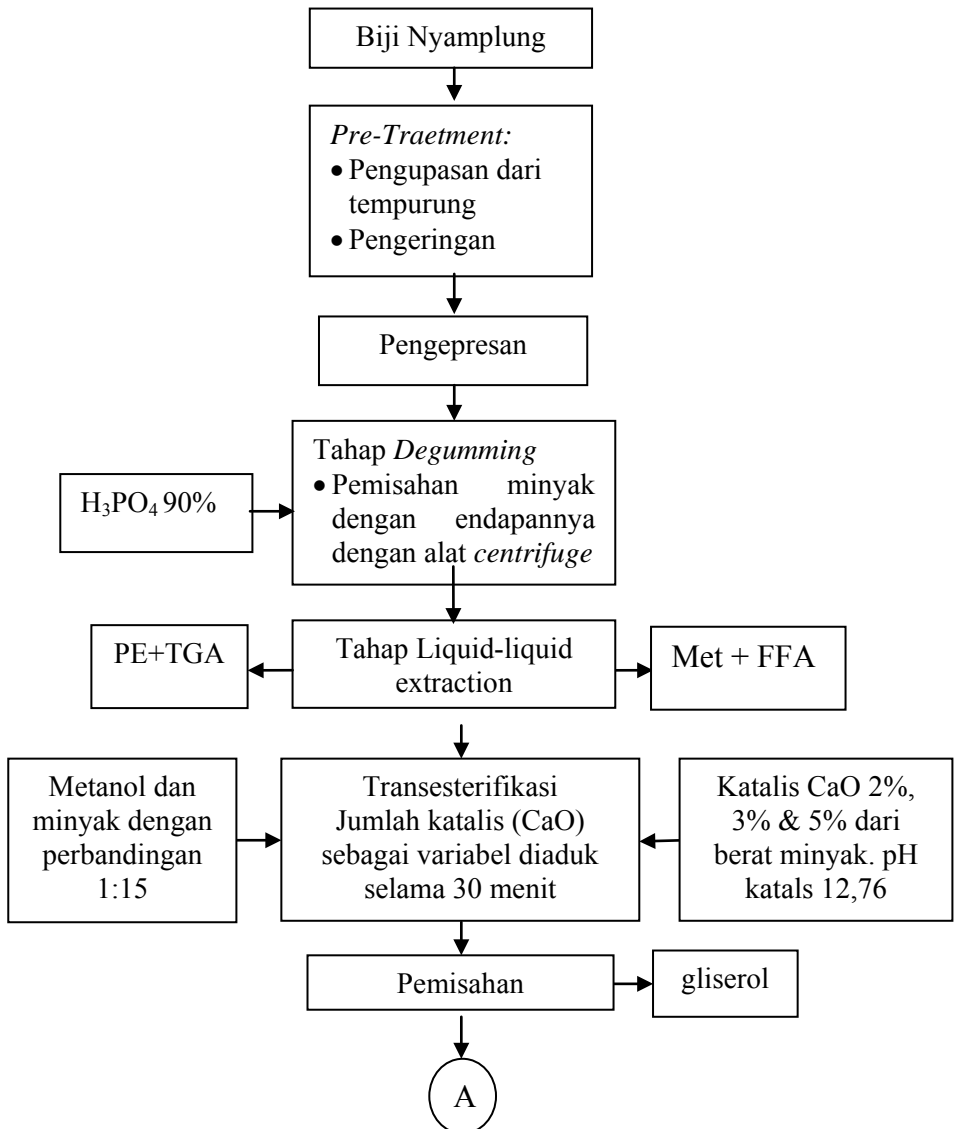 Biji Nyamplung
Pre-Traetment:
• Pengupasan dari
tempurung
• Pengeringan
Pengepresan
Tahap Degumming
• Pemisahan minyak
dengan endapannya
dengan alat centrifuge
H₃PO₄ 90%
PE+TGA
Tahap Liquid-liquid
extraction
Met + FFA
Metanol dan
minyak dengan
perbandingan
1:15
Transesterifikasi
Jumlah katalis (CaO)
sebagai variabel diaduk
selama 30 menit
Katalis CaO 2%,
3% & 5% dari
berat minyak. pH
katals 12,76
Pemisahan
gliserol
A